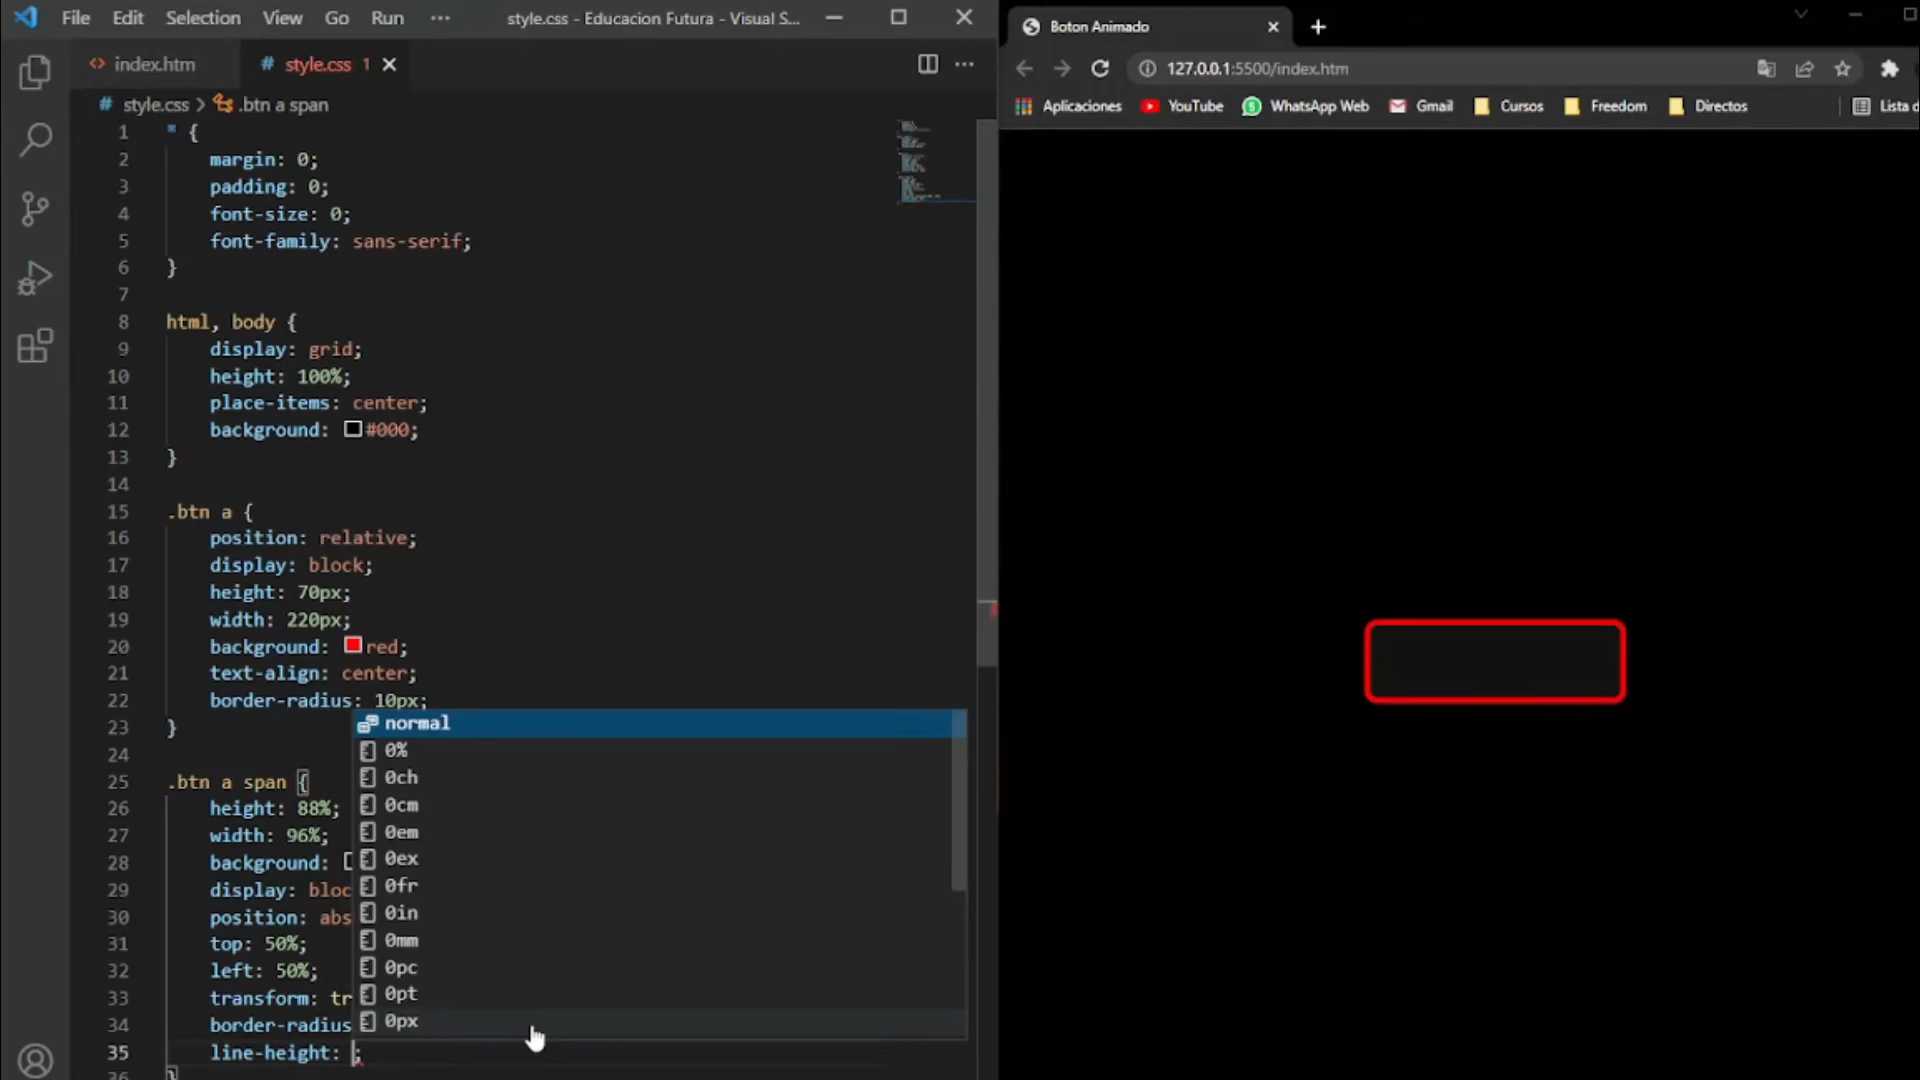 File Edit Selection View Go Run ··· style.css - Educacion Futura - Visual S...
index.htm # style.css 1
# style.css > .btn a span
1 * {
2 margin: 0;
3 padding: 0;
4 font-size: 0;
5 font-family: sans-serif;
6 }
7
8 html, body {
9 display: grid;
10 height: 100%;
11 place-items: center;
12 background: #000;
13 }
14
15 .btn a {
16 position: relative;
17 display: block;
18 height: 70px;
19 width: 220px;
20 background: red;
21 text-align: center;
22 border-radius: 10px;
23 }
24
25 .btn a span {
26 height: 88%;
27 width: 96%;
28 background:
29 display: bloc
30 position: abs
31 top: 50%;
32 left: 50%;
33 transform: tr
34 border-radius
35 line-height: ;
36 }
normal
0%
0ch
0cm
0em
0ex
0fr
0in
0mm
0pc
0pt
0px
Boton Animado
127.0.0.1:5500/index.htm
Aplicaciones YouTube WhatsApp Web Gmail Cursos Freedom Directos Lista d